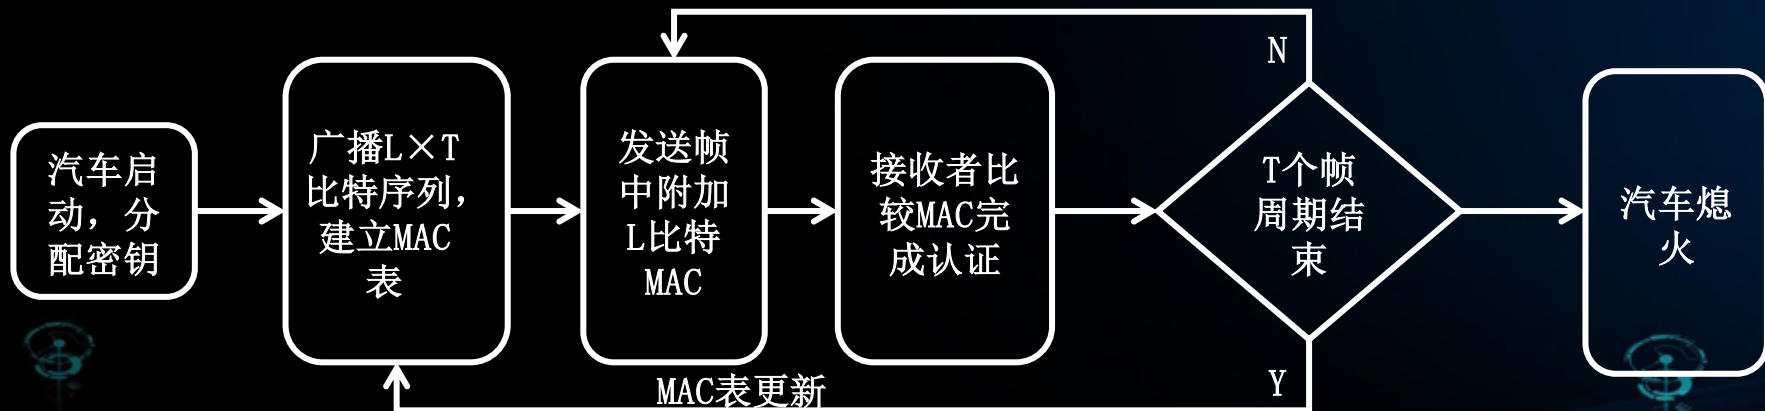 汽车启
动，分
配密钥
广播L×T
比特序列，
建立MAC
表
发送帧
中附加
L比特
MAC
接收者比
较MAC完
成认证
N
T个帧
周期结
束
Y
MAC表更新
汽车熄
火